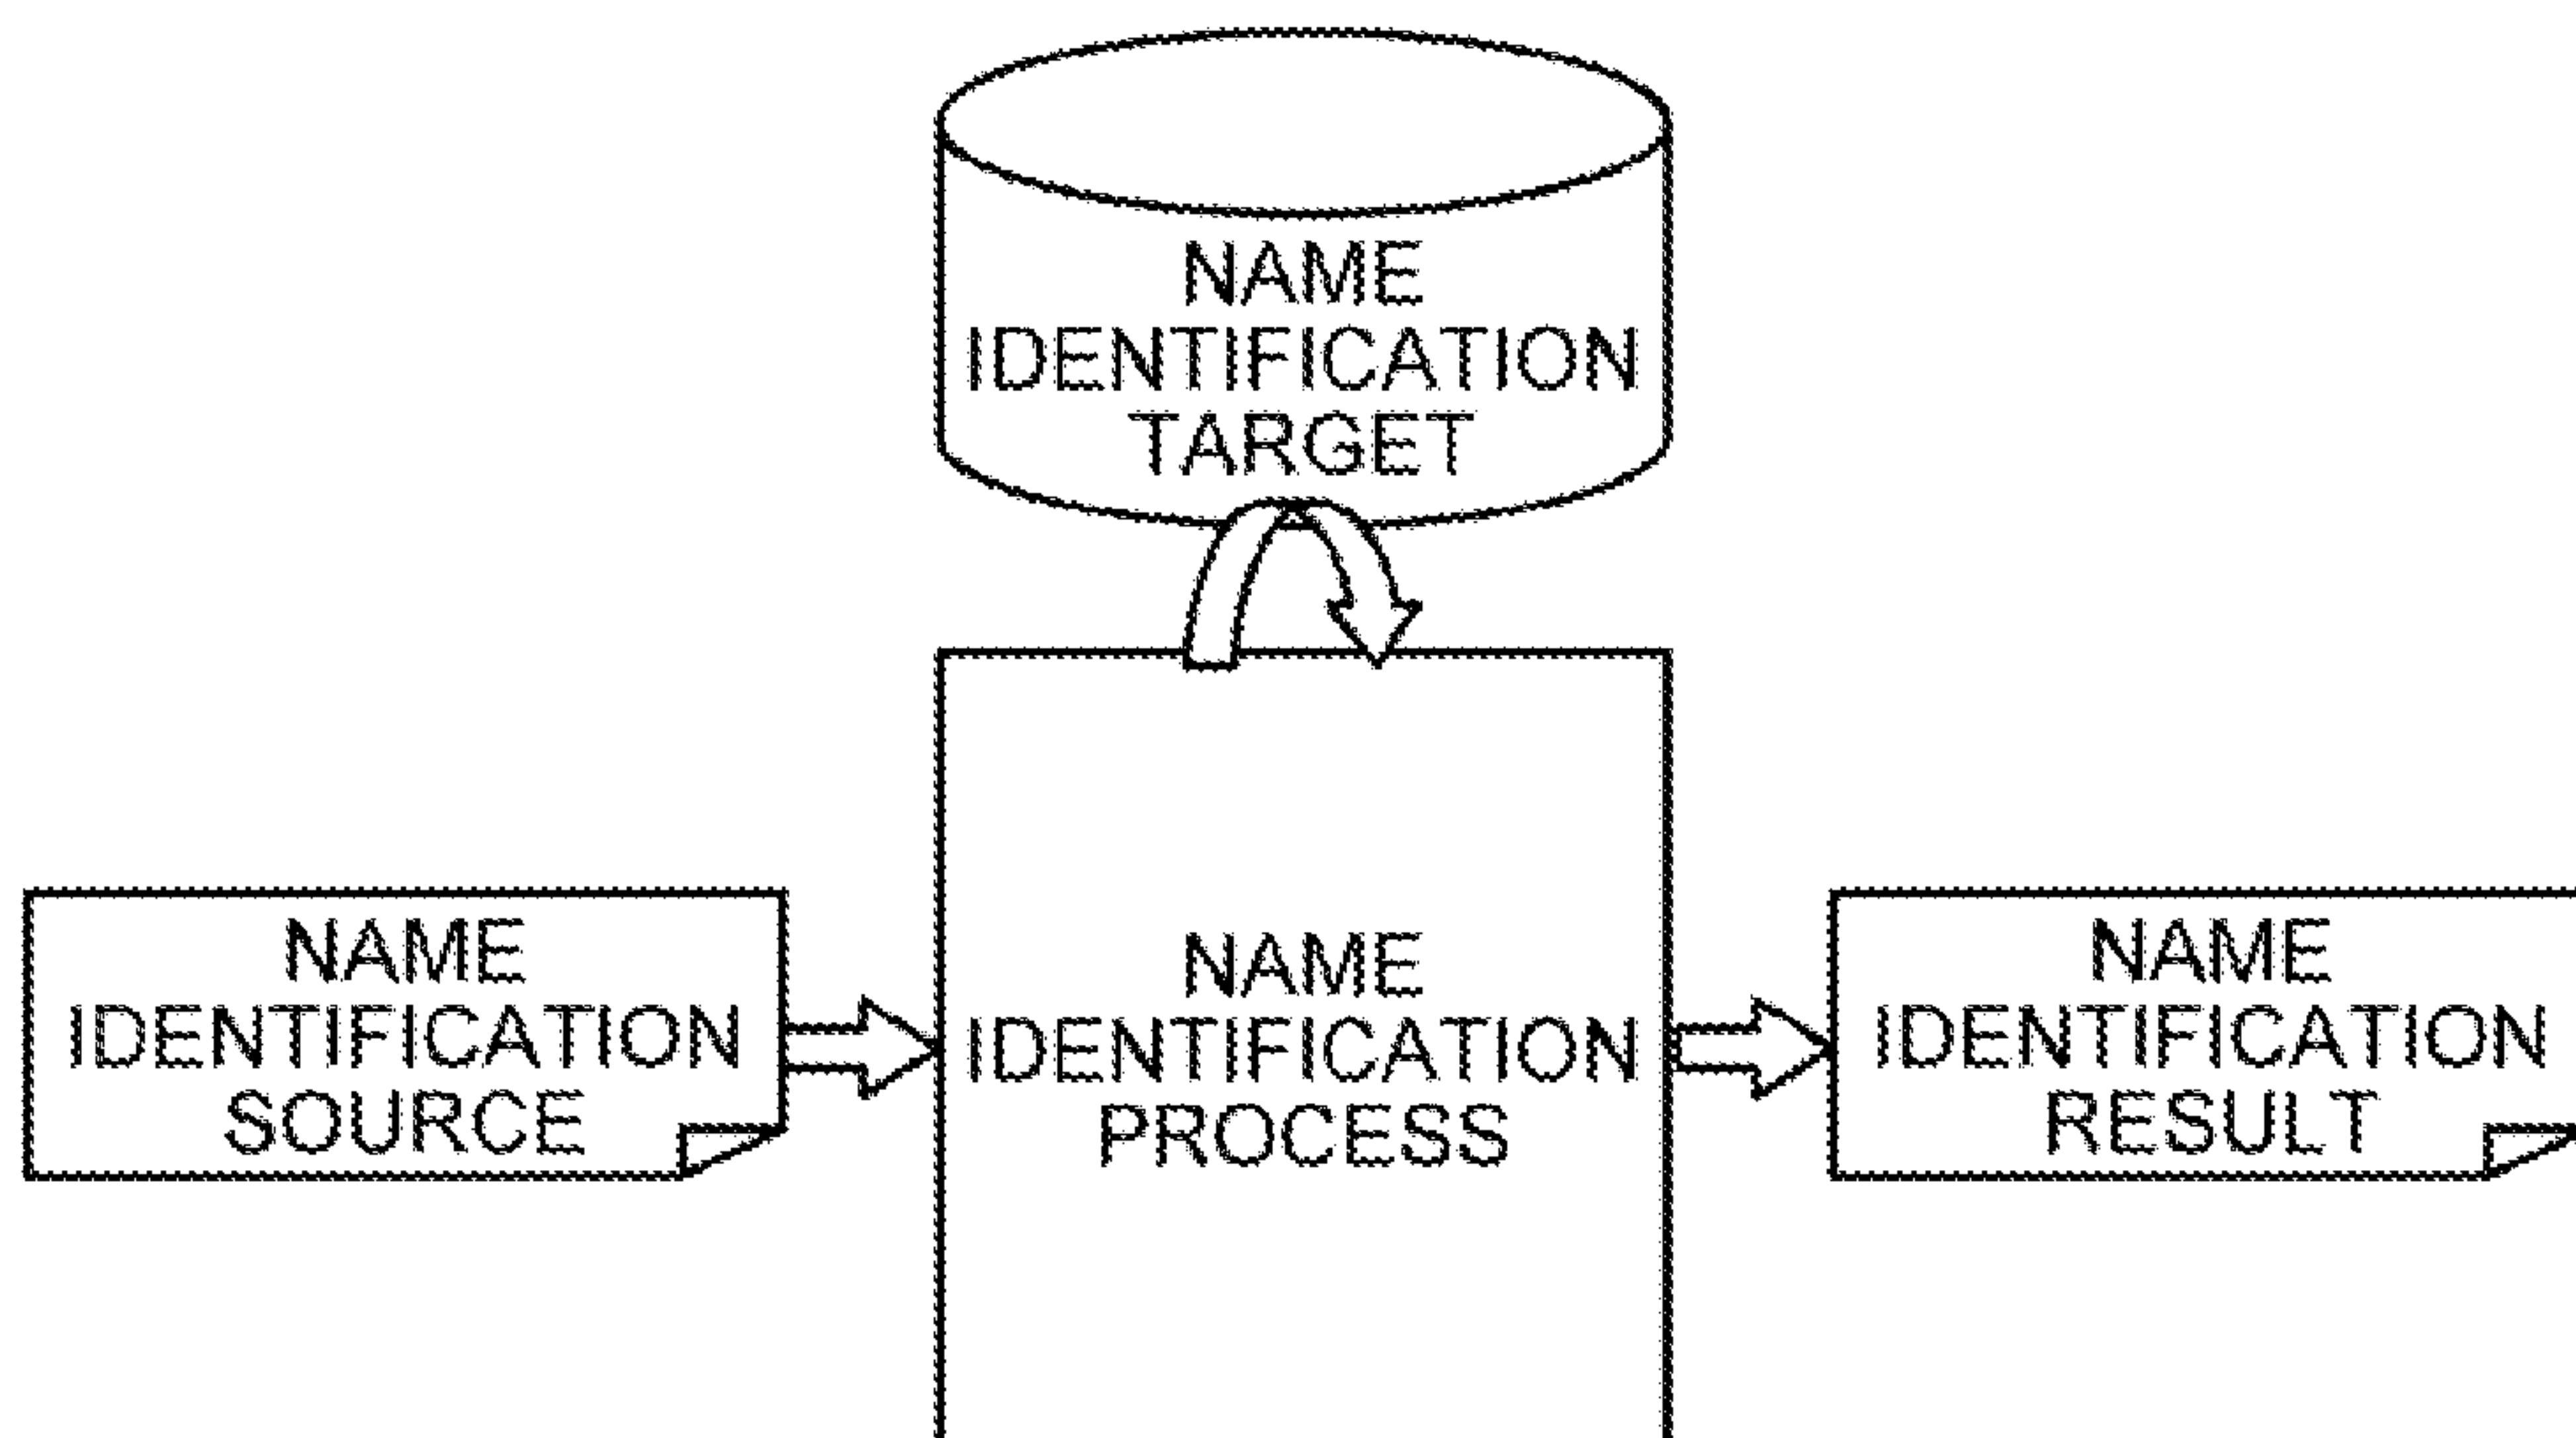 NAME
IDENTIFICATION
TARGET
NAME
IDENTIFICATION
SOURCE
NAME
IDENTIFICATION
PROCESS
NAME
IDENTIFICATION
RESULT